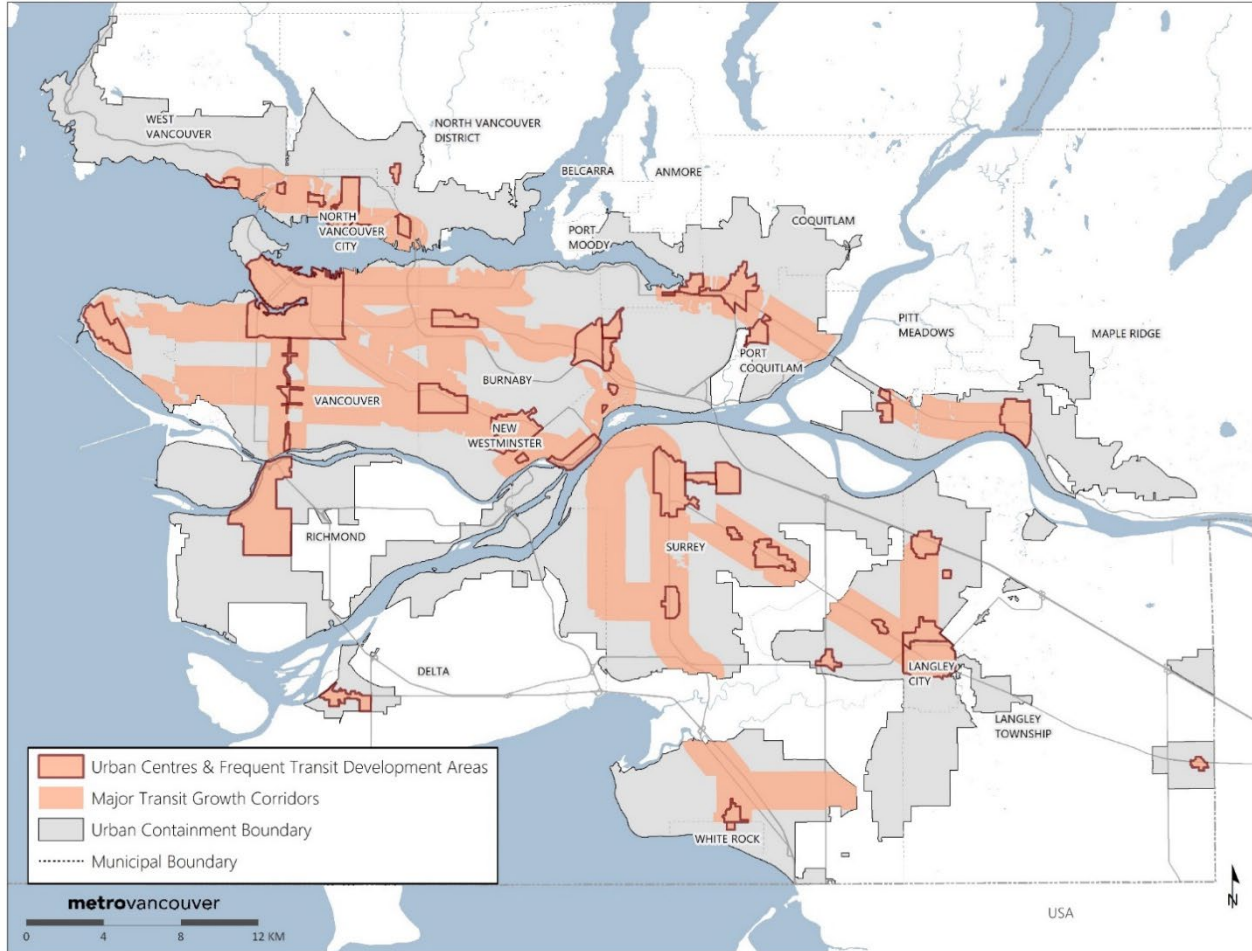 WEST
VANCOUVER
NORTH VANCOUVER
DISTRICT
BELCARRA
ANMORE
COQUITLAM
NORTH
VANCOUVER
CITY
PORT
MOODY
PITT
MEADOWS
MAPLE RIDGE
PORT
COQUITLAM
BURNABY
VANCOUVER
NEW
WESTMINSTER
RICHMOND
SURREY
DELTA
LANGLEY
CITY
LANGLEY
TOWNSHIP
WHITE ROCK
Urban Centres & Frequent Transit Development Areas
Major Transit Growth Corridors
Urban Containment Boundary
Municipal Boundary
metrovancouver
0 4 8 12 KM
USA
N